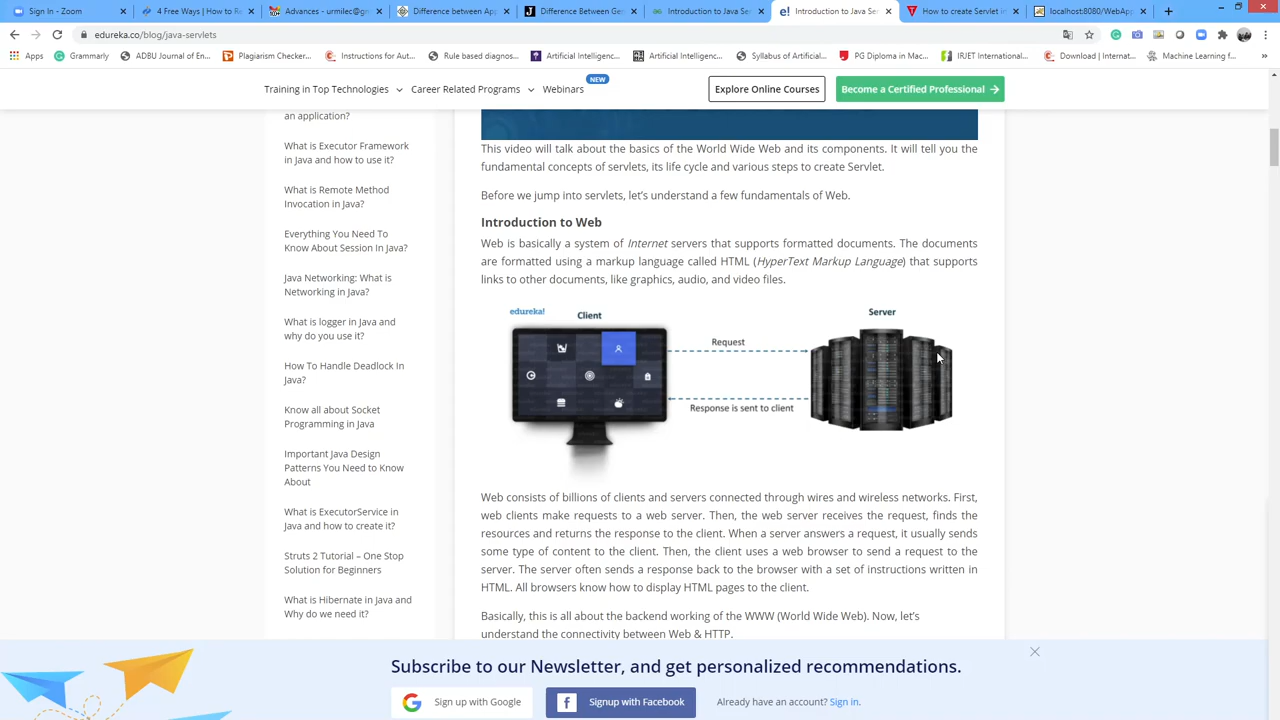 Sign In - Zoom
4 Free Ways | How to Re
Java Servlets - urmilec@gm
Difference between App
Difference Between Clie
Introduction to Java Ser
Introduction to Java Se
How to create Servlet in
localhost:8080/WebApp
edureka.co/blog/java-servlets
Apps
Grammarly
ADBU Journal of En...
Plagiarism Checker...
Instructions for Aut...
Rule based diagnos...
Artificial Intelligenc...
Artificial Intelligenc...
Syllabus of Artificial...
PG Diploma in Mac...
IRJET International...
Download | Internat...
Machine Learning f...
»
Training in Top Technologies
Career Related Programs
Webinars
NEW
Explore Online Courses
Become a Certified Professional
an application?
What is Executor Framework
in Java and how to use it?
What is Remote Method
Invocation in Java?
Everything You Need To
Know About Session In Java?
Java Networking: What is
Networking in Java?
What is logger in Java and
why do you use it?
How To Handle Deadlock In
Java?
Know all about Socket
Programming in Java
Important Java Design
Patterns You Need to Know
About
What is ExecutorService in
Java and how to create it?
Struts 2 Tutorial – One Stop
Solution for Beginners
What is Hibernate in Java and
Why do we need it?
This video will talk about the basics of the World Wide Web and its components. It will tell you the
fundamental concepts of servlets, its life cycle and various steps to create Servlet.
Before we jump into servlets, let's understand a few fundamentals of Web.
Introduction to Web
Web is basically a system of Internet servers that supports formatted documents. The documents
are formatted using a markup language called HTML (HyperText Markup Language) that supports
links to other documents, like graphics, audio, and video files.
edureka!
Client
Server
Request
Response is sent to client
Web consists of billions of clients and servers connected through wires and wireless networks. First,
web clients make requests to a web server. Then, the web server receives the request, finds the
resources and returns the response to the client. When a server answers a request, it usually sends
some type of content to the client. Then, the client uses a web browser to send a request to the
server. The server often sends a response back to the browser with a set of instructions written in
HTML. All browsers know how to display HTML pages to the client.
Basically, this is all about the backend working of the WWW (World Wide Web). Now, let's
understand the connectivity between Web & HTTP.
Subscribe to our Newsletter, and get personalized recommendations.
Sign up with Google
Signup with Facebook
Already have an account? Sign in.